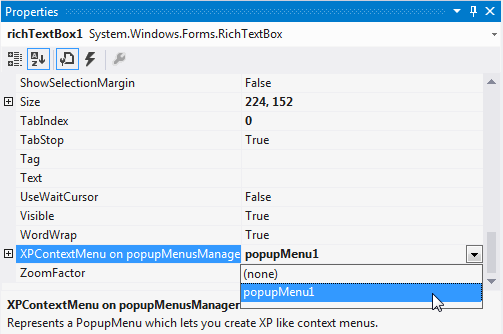 Properties
richTextBox1 System.Windows.Forms.RichTextBox
ShowSelectionMargin False
Size 224, 152
TabIndex 0
TabStop True
Tag
Text
UseWaitCursor False
Visible True
WordWrap True
XPContextMenu on popupMenusManage popupMenu1
ZoomFactor
(none)
popupMenu1
XPContextMenu on popupMenusManager
Represents a PopupMenu which lets you create XP like context menus.